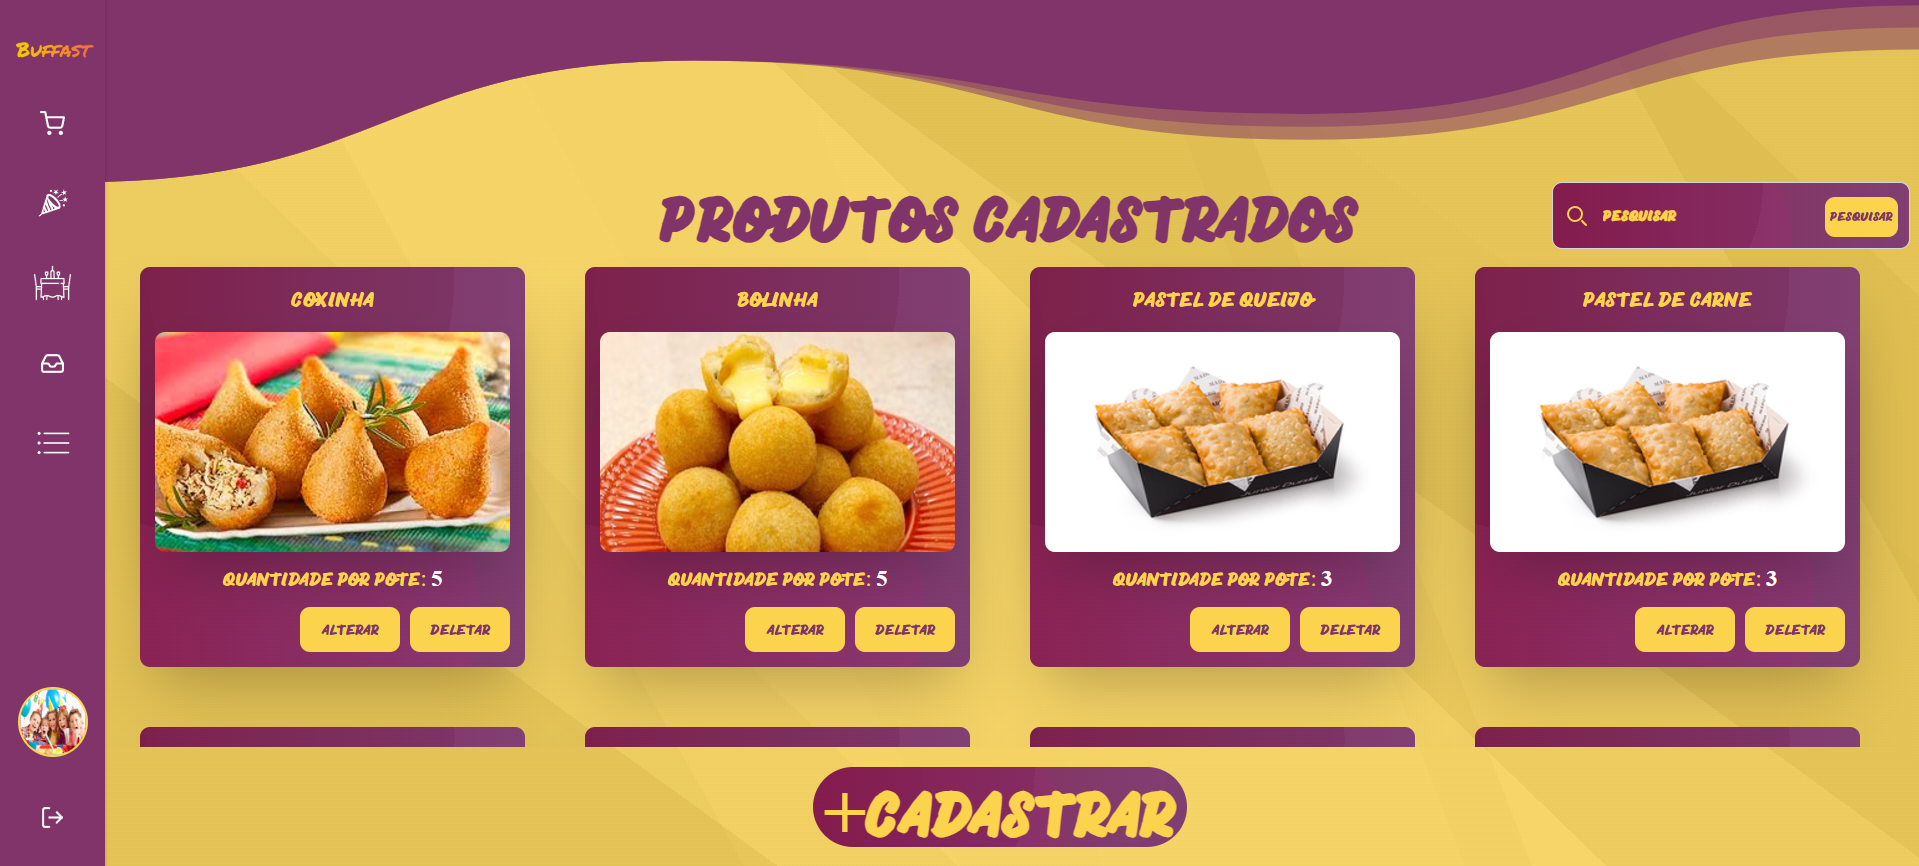 Buffast
PRODUTOS CADASTRADOS
PESQUISAR
PESQUISAR
COXINHA
BOLINHA
PASTEL DE QUEIJO
PASTEL DE CARNE
QUANTIDADE POR POTE: 5
QUANTIDADE POR POTE: 5
QUANTIDADE POR POTE: 3
QUANTIDADE POR POTE: 3
ALTERAR
DELETAR
ALTERAR
DELETAR
ALTERAR
DELETAR
ALTERAR
DELETAR
+CADASTRAR